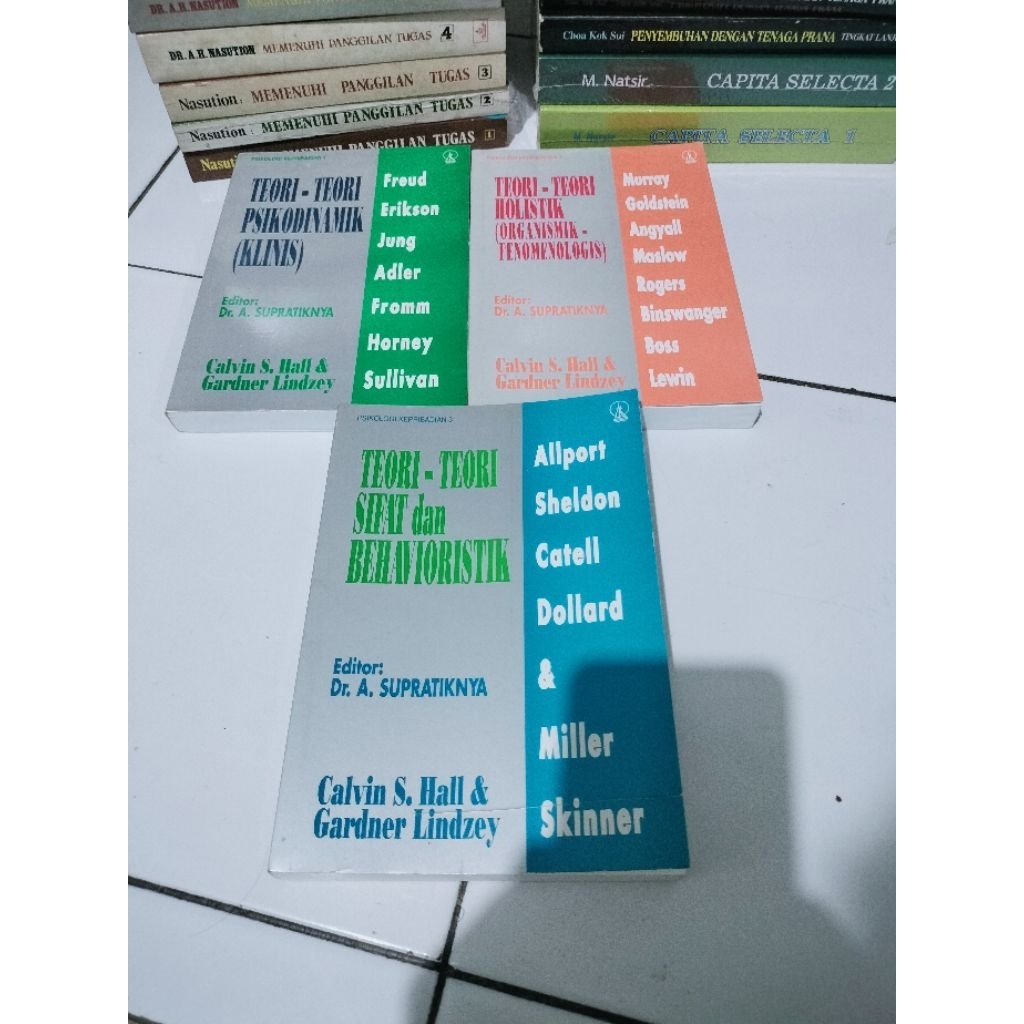 DR. A.H. NASUTION
DR. A.H. NASUTION MEMENUHI PANGGILAN TUGAS 4
Nasution: MEMENUHI PANGGILAN TUGAS 3
Nasution: MEMENUHI PANGGILAN TUGAS 2
MEMENUHI PANGGILAN TUGAS 1
Choa Kok Sui PENYEMBUHAN DENGAN TENAGA PRANA
M. Natsir CAPITA SELECTA 2
M. Natsir CAPITA SELECTA 1
PSIKOLOGI KEPRIBADIAN 1
TEORI - TEORI
PSIKODINAMIK
(KLINIS)
Editor:
Dr. A. SUPRATIKNYA
Calvin S. Hall &
Gardner Lindzey
Freud
Erikson
Jung
Adler
Fromm
Horney
Sullivan
TEORI - TEORI
HOLISTIK
(ORGANISMIK -
FENOMENOLOGIS)
Editor:
Dr. A. SUPRATIKNYA
Calvin S. Hall &
Gardner Lindzey
Murray
Goldstein
Angyall
Maslow
Rogers
Binswanger
Boss
Lewin
PSIKOLOGI KEPRIBADIAN 3
TEORI - TEORI
SIFAT dan
BEHAVIORISTIK
Editor:
Dr. A. SUPRATIKNYA
Calvin S. Hall &
Gardner Lindzey
Allport
Sheldon
Catell
Dollard
&
Miller
Skinner